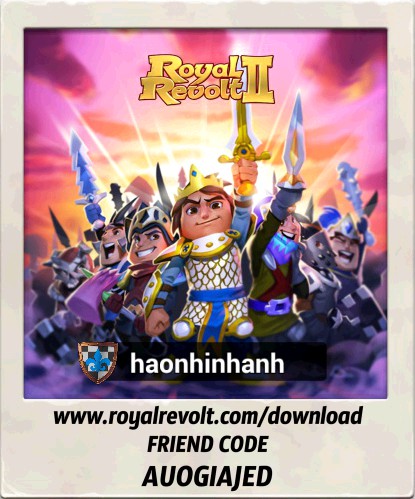 Royal
Revolt II
haonhinhanh
www.royalrevolt.com/download
FRIEND CODE
AUOGIAJED